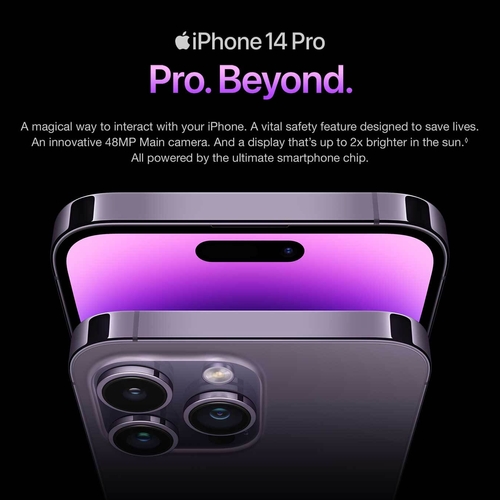 iPhone 14 Pro
Pro. Beyond.
A magical way to interact with your iPhone. A vital safety feature designed to save lives.
An innovative 48MP Main camera. And a display that's up to 2x brighter in the sun.◊
All powered by the ultimate smartphone chip.